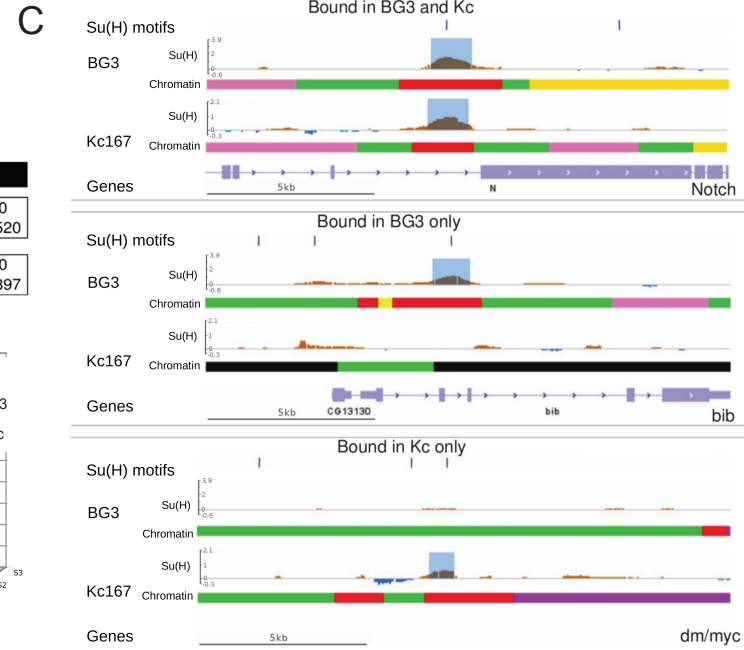 C
Bound in BG3 and Kc
Su(H) motifs
BG3
Su(H)
3.9
2
0
-0.6
Chromatin
Kc167
Su(H)
2.1
1
0
-0.3
Chromatin
Genes
5kb
N
Notch
Bound in BG3 only
Su(H) motifs
BG3
Su(H)
3.9
2
0
-0.6
Chromatin
Kc167
Su(H)
2.1
1
0
-0.3
Chromatin
Genes
5kb
CG13130
bib
bib
Bound in Kc only
Su(H) motifs
BG3
Su(H)
3.9
2
0
-0.6
Chromatin
Kc167
Su(H)
2.1
1
0
-0.3
Chromatin
Genes
5kb
dm/myc
0
520
0
397
3
c
S3
S2